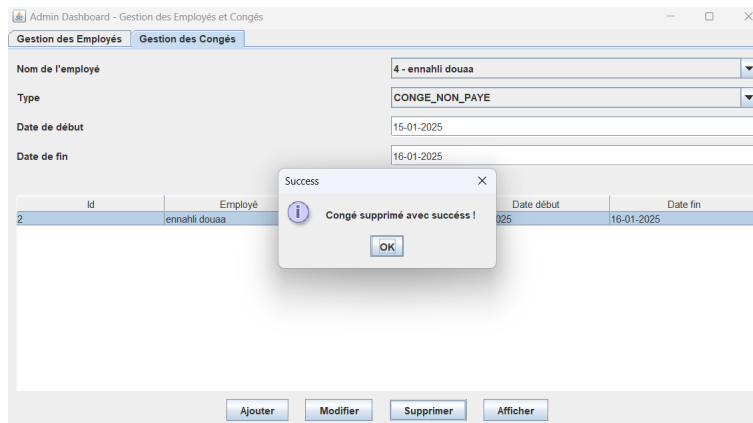 Admin Dashboard - Gestion des Employés et Congés
Gestion des Employés Gestion des Congés
Nom de l'employé 4 - ennahli douaa
Type CONGE_NON_PAYE
Date de début 15-01-2025
Date de fin 16-01-2025
Success
Id Employé Date début Date fin
2 ennahli douaa 025 16-01-2025
Congé supprimé avec succéss !
OK
Ajouter Modifier Supprimer Afficher